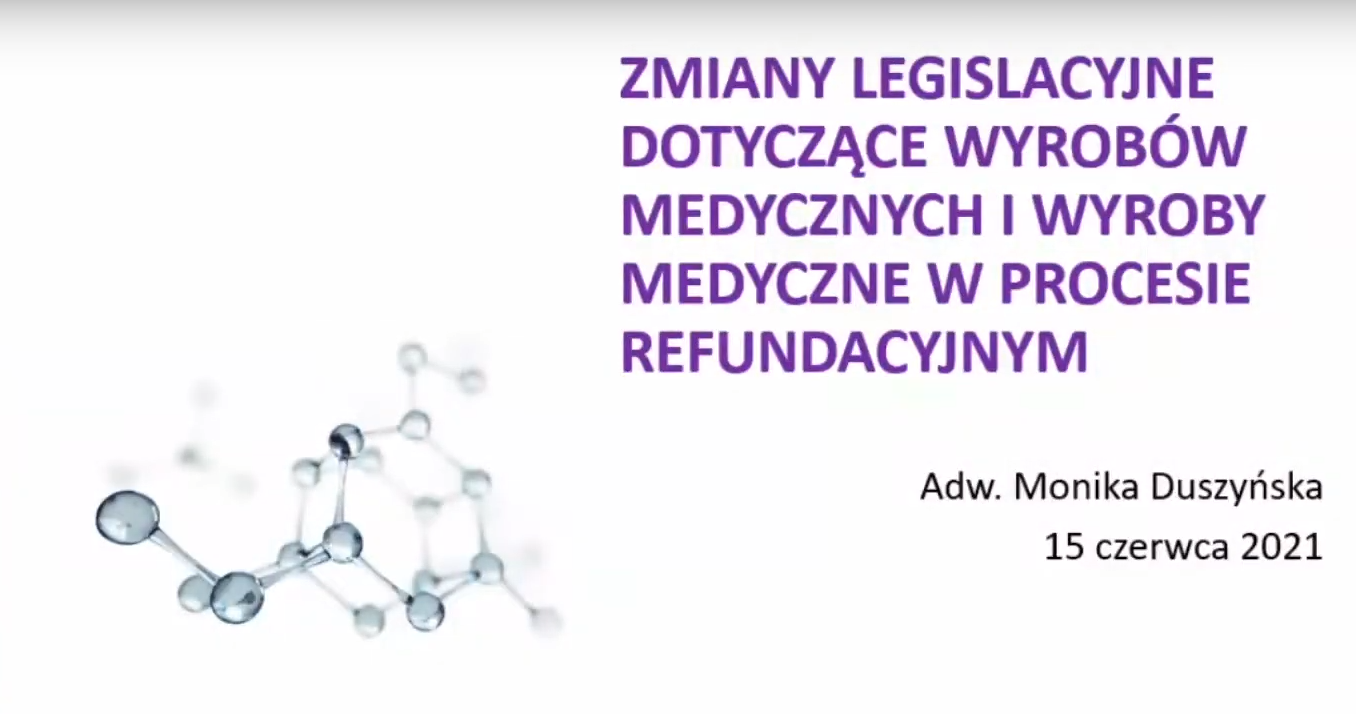 ZMIANY LEGISLACYJNE
DOTYCZĄCE WYROBÓW
MEDYCZNYCH I WYROBY
MEDYCZNE W PROCESIE
REFUNDACYJNYM
Adw. Monika Duszyńska
15 czerwca 2021